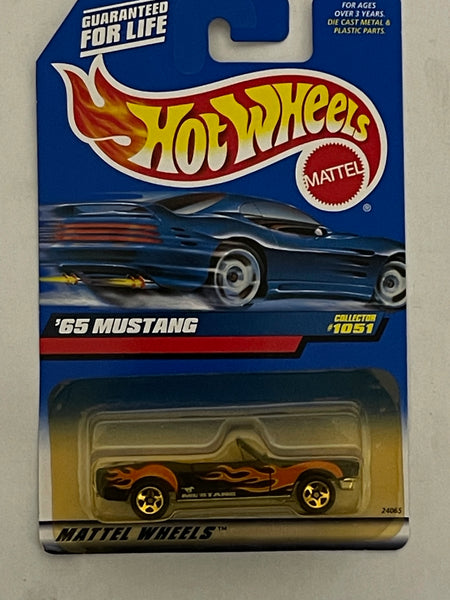 GUARANTEED
FOR LIFE
FOR AGES
OVER 3 YEARS.
DIE CAST METAL &
PLASTIC PARTS.
HOT WHEELS
MATTEL
®
'65 MUSTANG
COLLECTOR
#1051
MUSTANG
24065
MATTEL WHEELS™